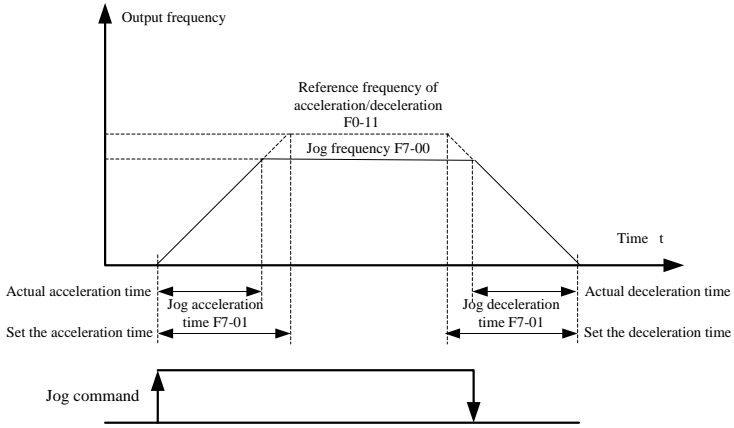 Output frequency
Reference frequency of
acceleration/deceleration
F0-11
Jog frequency F7-00
Time t
Actual acceleration time
Jog acceleration
time F7-01
Set the acceleration time
Jog deceleration
time F7-01
Actual deceleration time
Set the deceleration time
Jog command